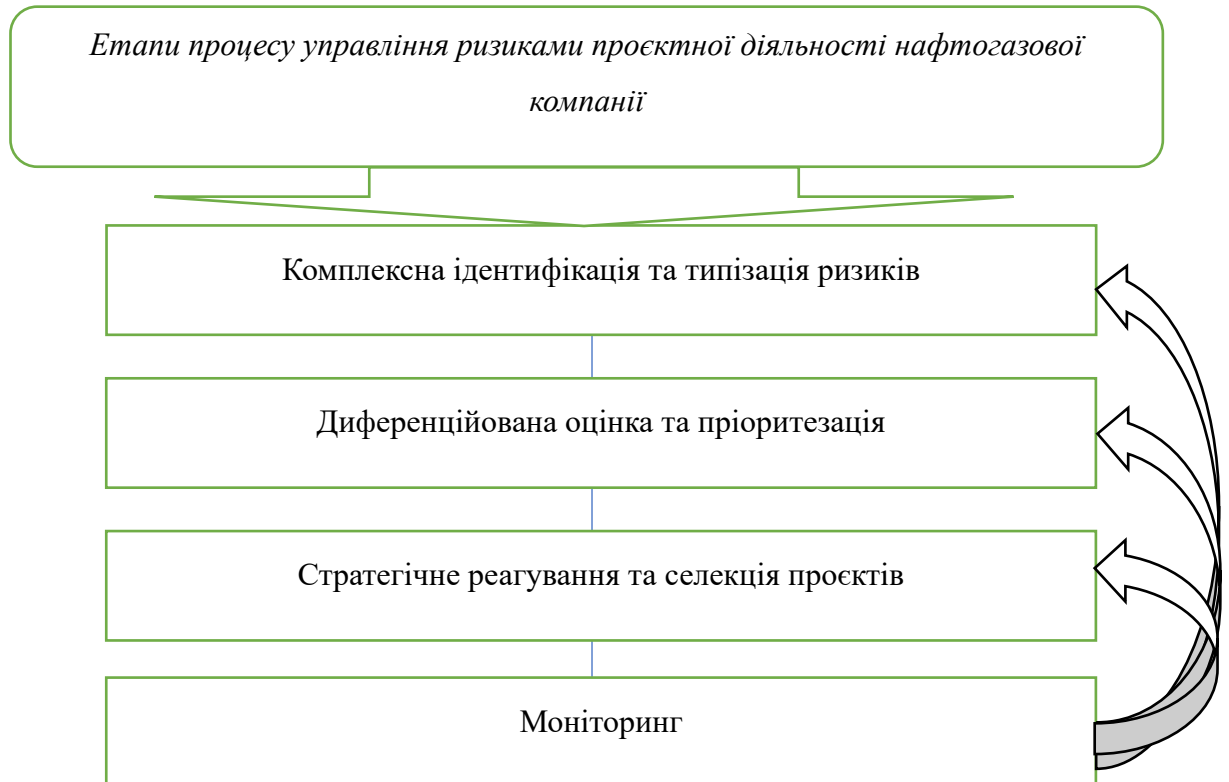 Етапи процесу управління ризиками проєктної діяльності нафтогазової
компанії
Комплексна ідентифікація та типізація ризиків
Диференційована оцінка та пріоритезація
Стратегічне реагування та селекція проєктів
Моніторинг